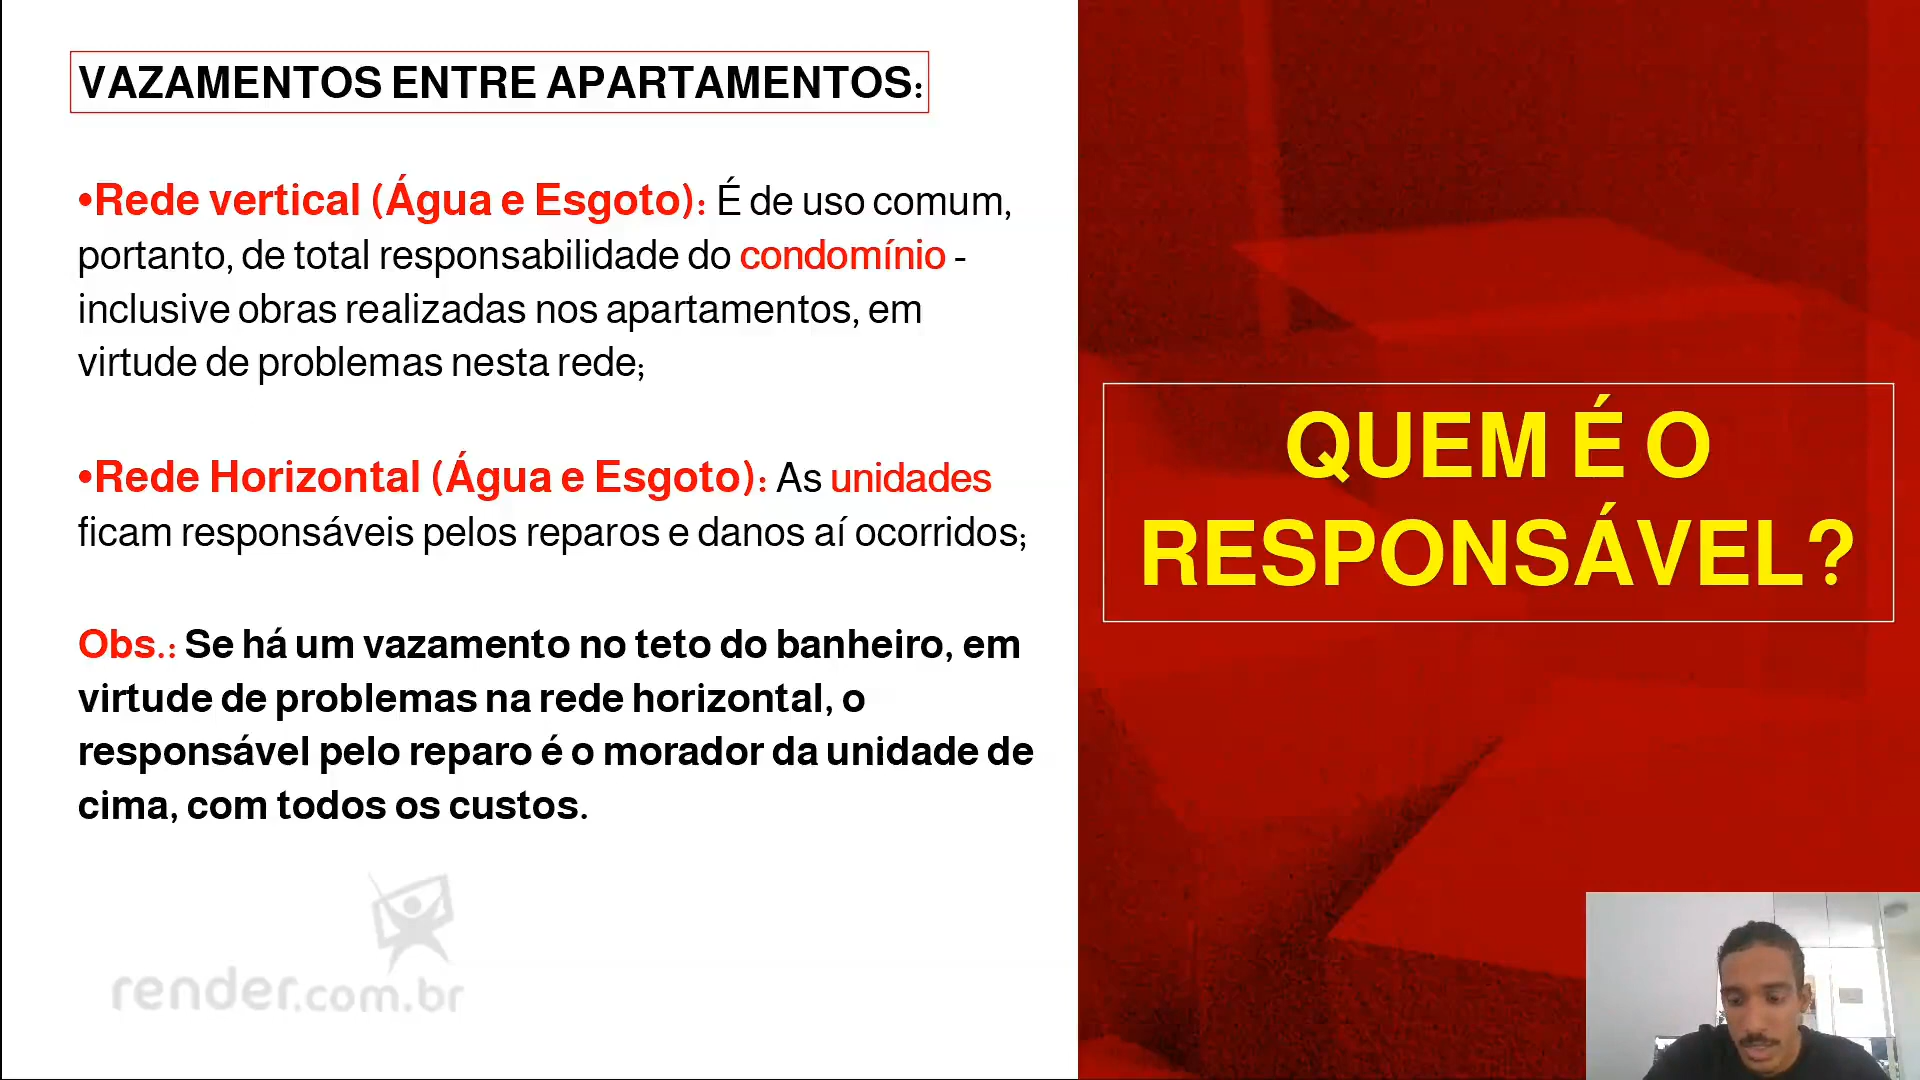 VAZAMENTOS ENTRE APARTAMENTOS:
•Rede vertical (Água e Esgoto): É de uso comum,
portanto, de total responsabilidade do condomínio -
inclusive obras realizadas nos apartamentos, em
virtude de problemas nesta rede;
•Rede Horizontal (Água e Esgoto): As unidades
ficam responsáveis pelos reparos e danos aí ocorridos;
Obs.: Se há um vazamento no teto do banheiro, em
virtude de problemas na rede horizontal, o
responsável pelo reparo é o morador da unidade de
cima, com todos os custos.
render.com.br
QUEM É O
RESPONSÁVEL?